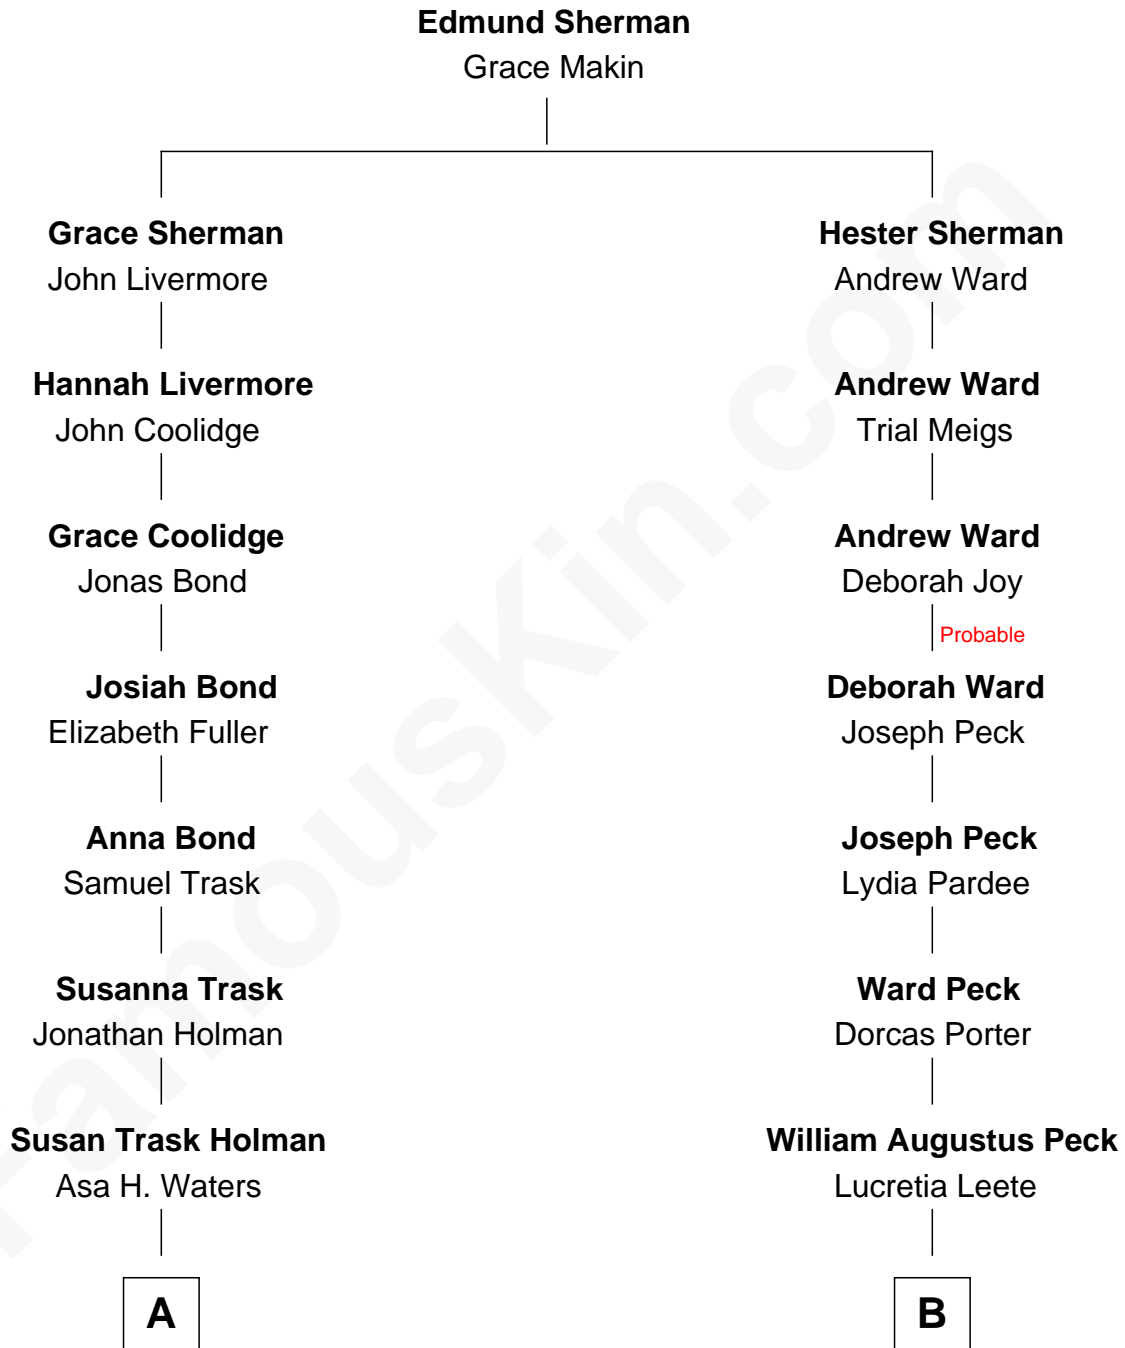 Edmund Sherman
Grace Makin
Grace Sherman
John Livermore
Hannah Livermore
John Coolidge
Grace Coolidge
Jonas Bond
Josiah Bond
Elizabeth Fuller
Anna Bond
Samuel Trask
Susanna Trask
Jonathan Holman
Susan Trask Holman
Asa H. Waters
A
Hester Sherman
Andrew Ward
Andrew Ward
Trial Meigs
Andrew Ward
Deborah Joy
Probable
Deborah Ward
Joseph Peck
Joseph Peck
Lydia Pardee
Ward Peck
Dorcas Porter
William Augustus Peck
Lucretia Leete
B
FamousKin.com